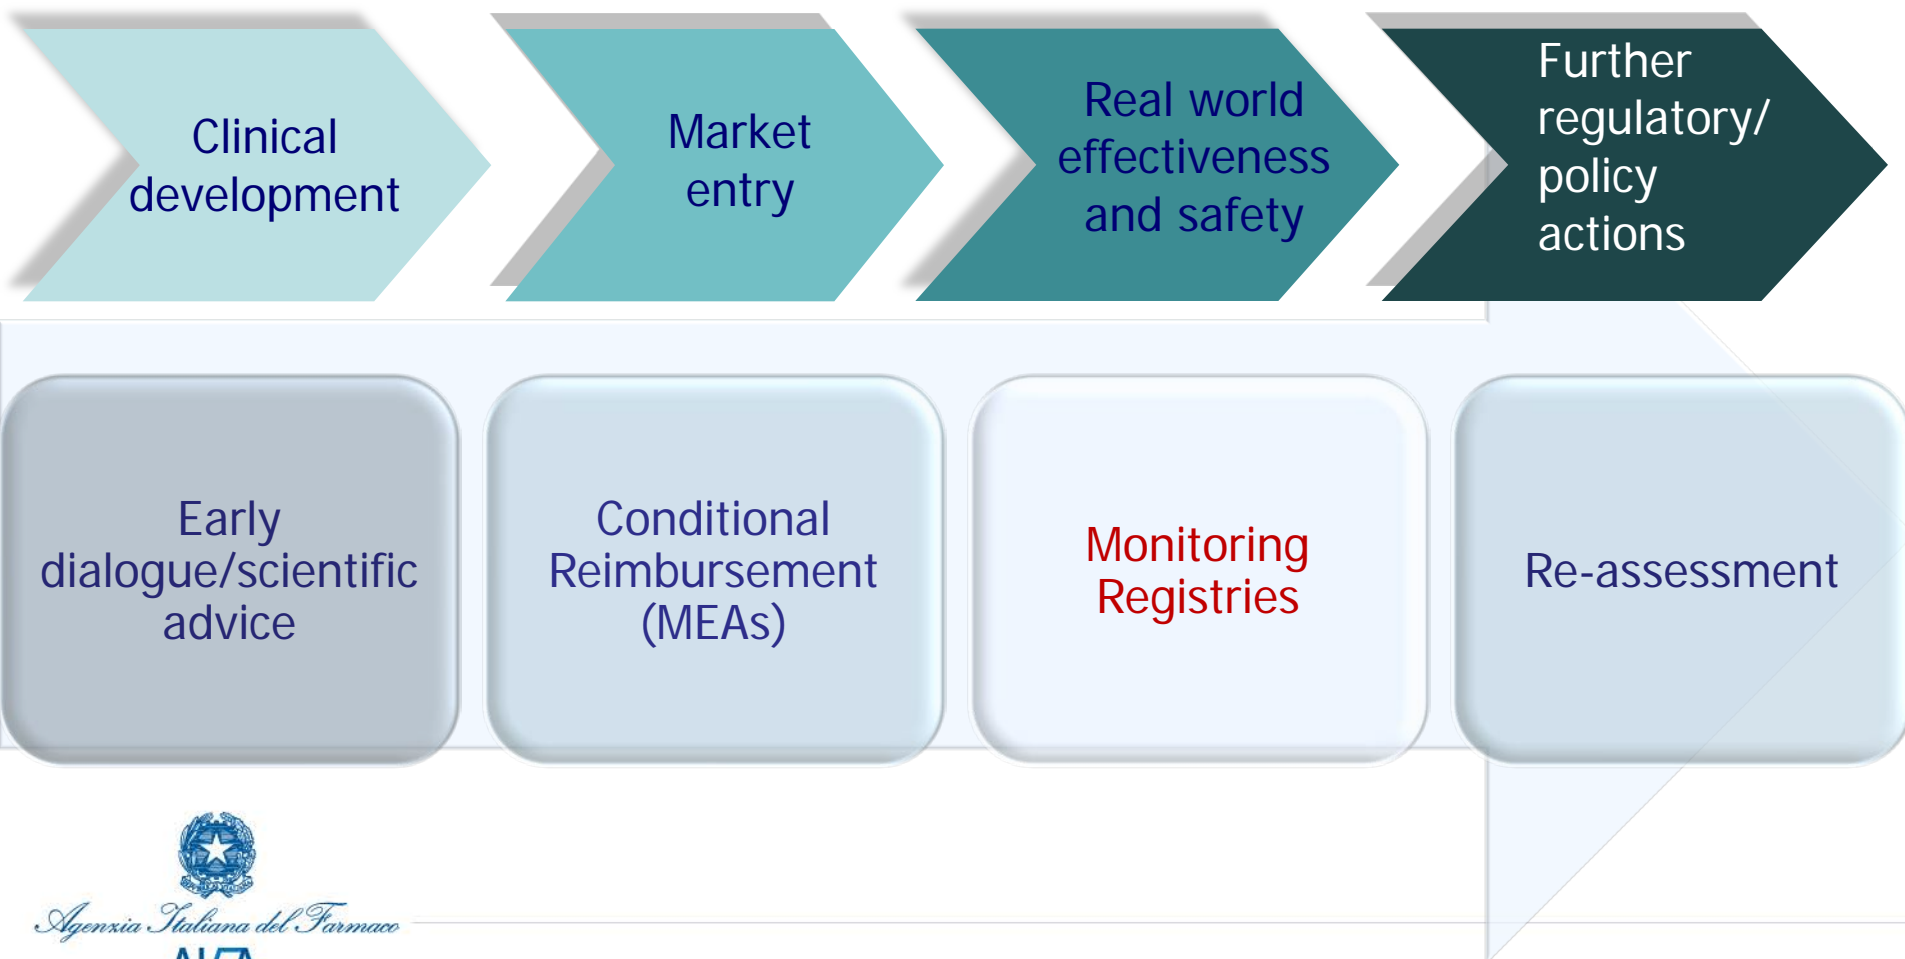 Clinical
development
Market
entry
Real world
effectiveness
and safety
Further
regulatory/
policy
actions
Early
dialogue/scientific
advice
Conditional
Reimbursement
(MEAs)
Monitoring
Registries
Re-assessment
Agenzia Italiana del Farmaco
AIFA